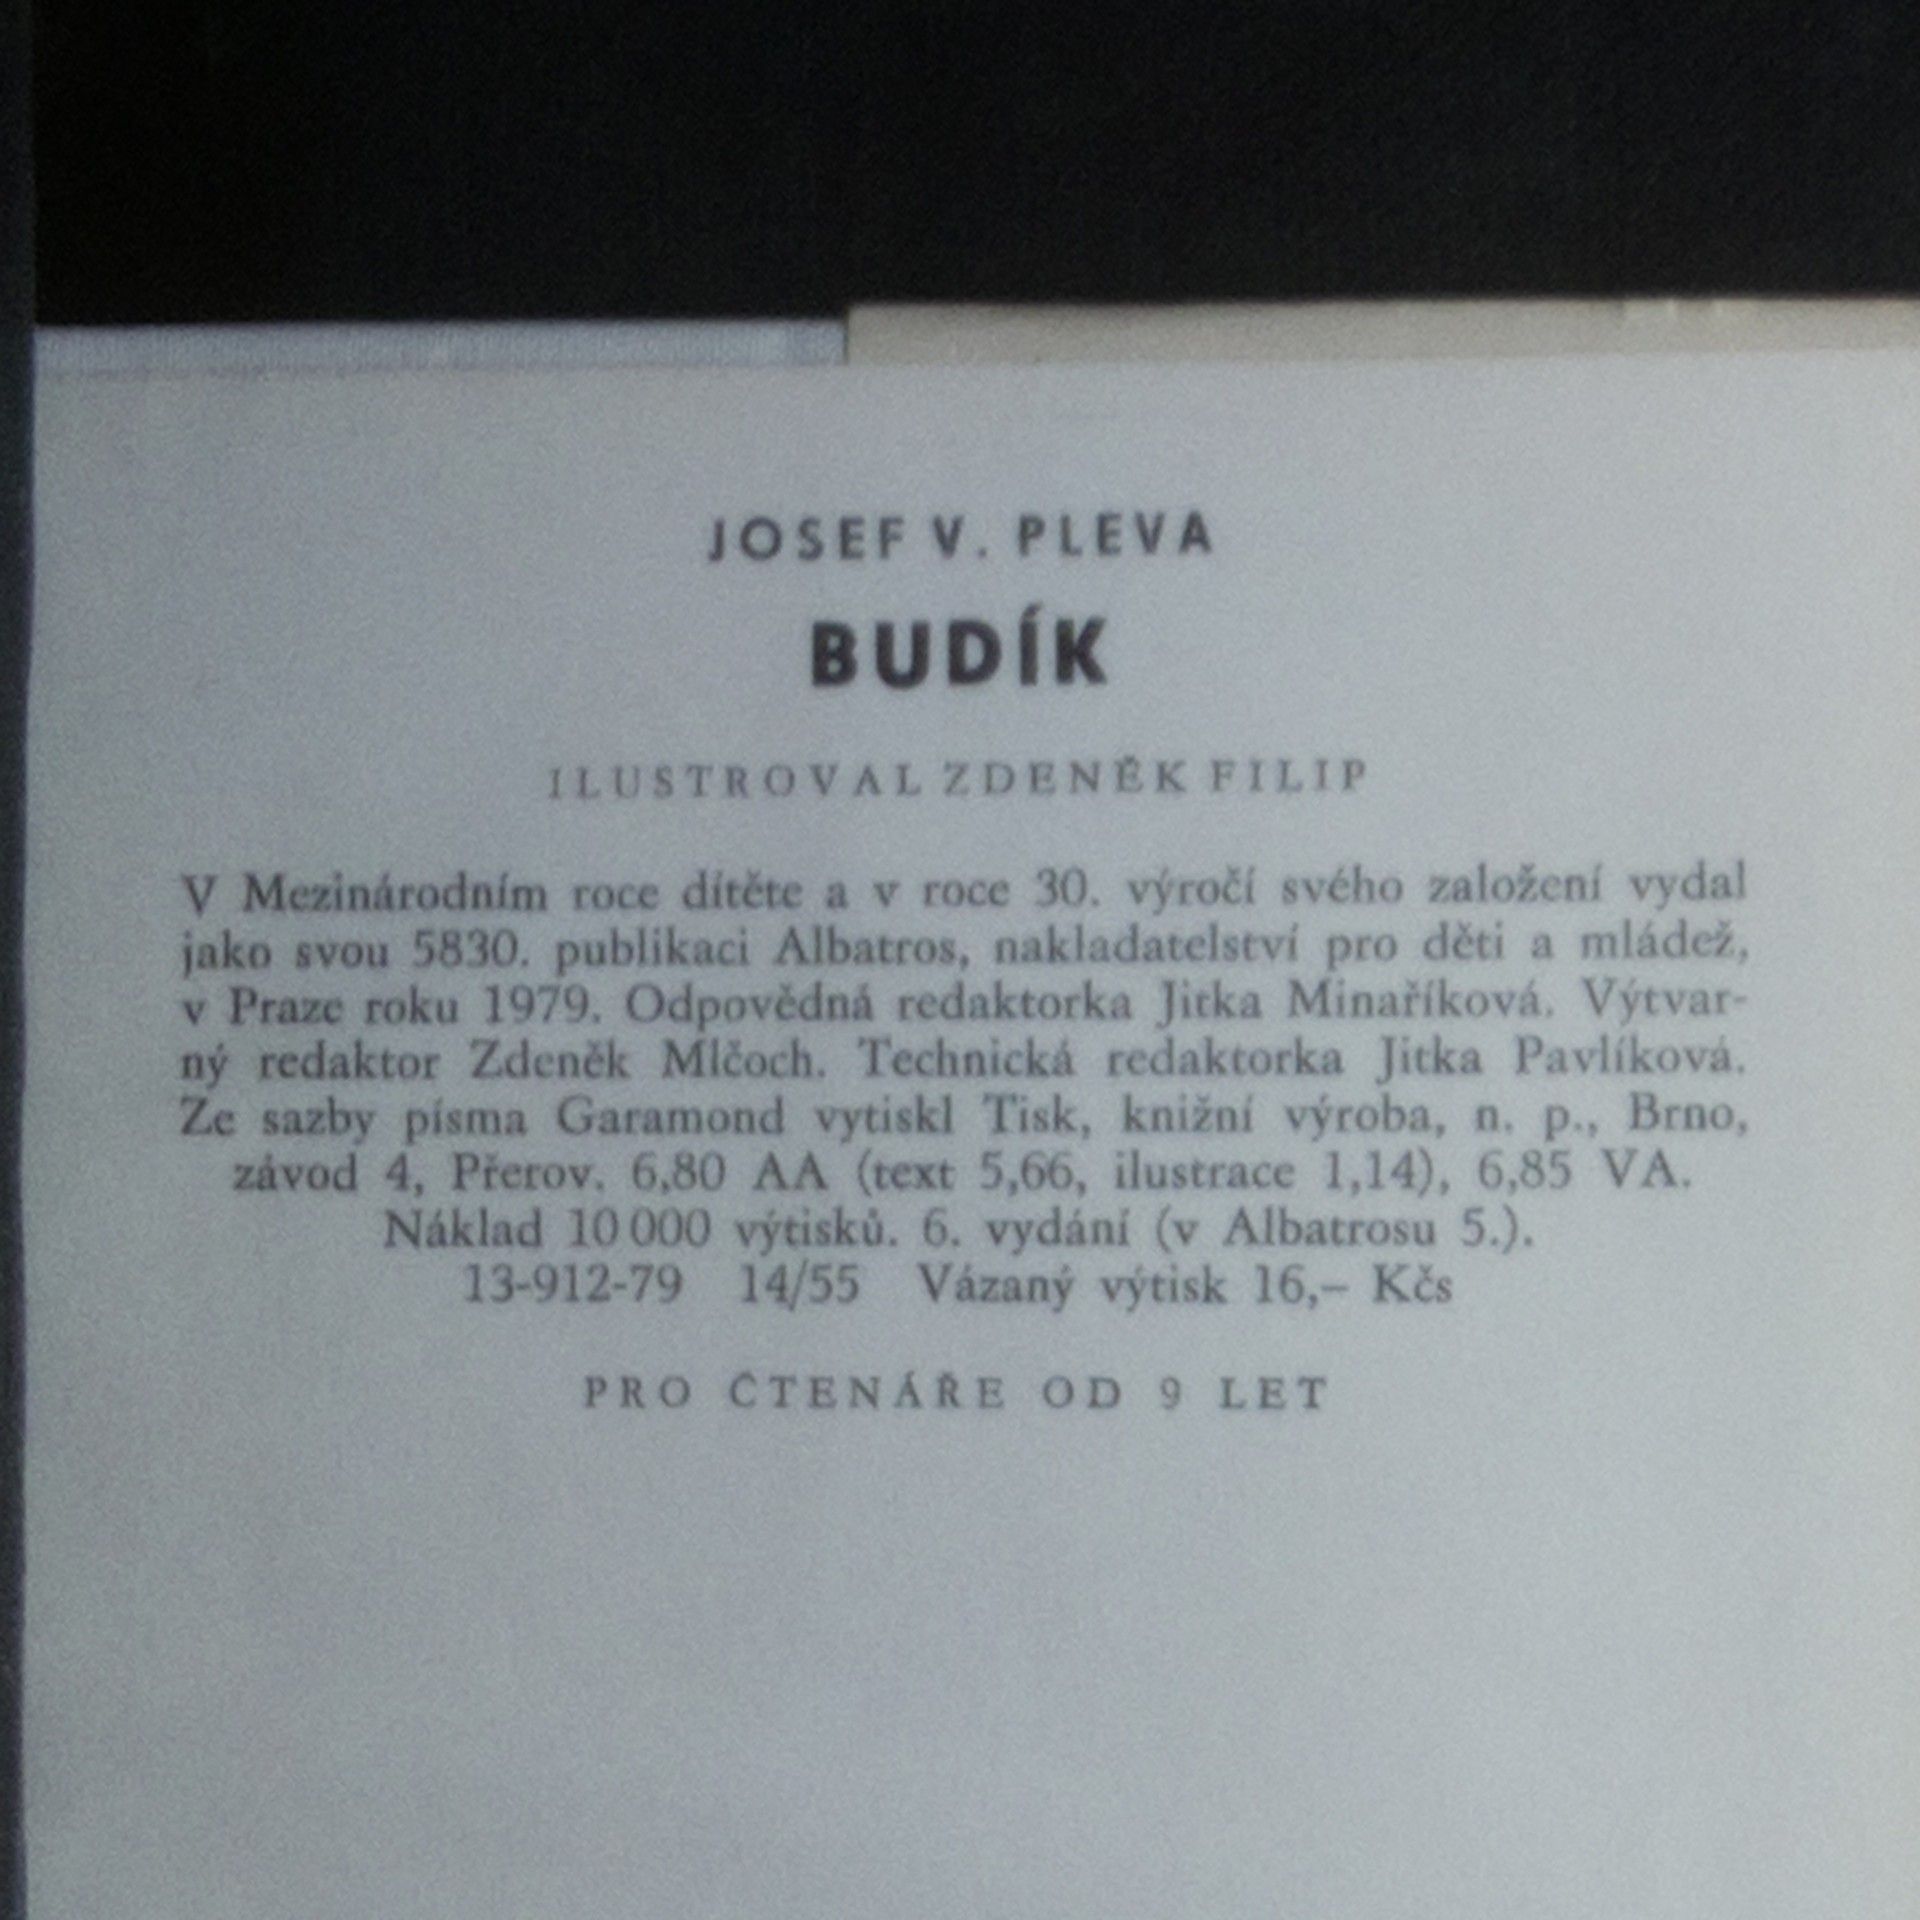 JOSEF V. PLEVA
BUDÍK
ILUSTROVAL ZDENĚK FILIP
V Mezinárodním roce dítěte a v roce 30. výročí svého založení vydal
jako svou 5830. publikaci Albatros, nakladatelství pro děti a mládež,
v Praze roku 1979. Odpovědná redaktorka Jitka Minaříková. Výtvar-
ný redaktor Zdeněk Mlčoch. Technická redaktorka Jitka Pavlíková.
Ze sazby písma Garamond vytiskl Tisk, knižní výroba, n. p., Brno,
závod 4, Přerov. 6,80 AA (text 5,66, ilustrace 1,14), 6,85 VA.
Náklad 10 000 výtisků. 6. vydání (v Albatrosu 5.).
13-912-79 14/55 Vázaný výtisk 16,– Kčs
PRO ČTENÁŘE OD 9 LET